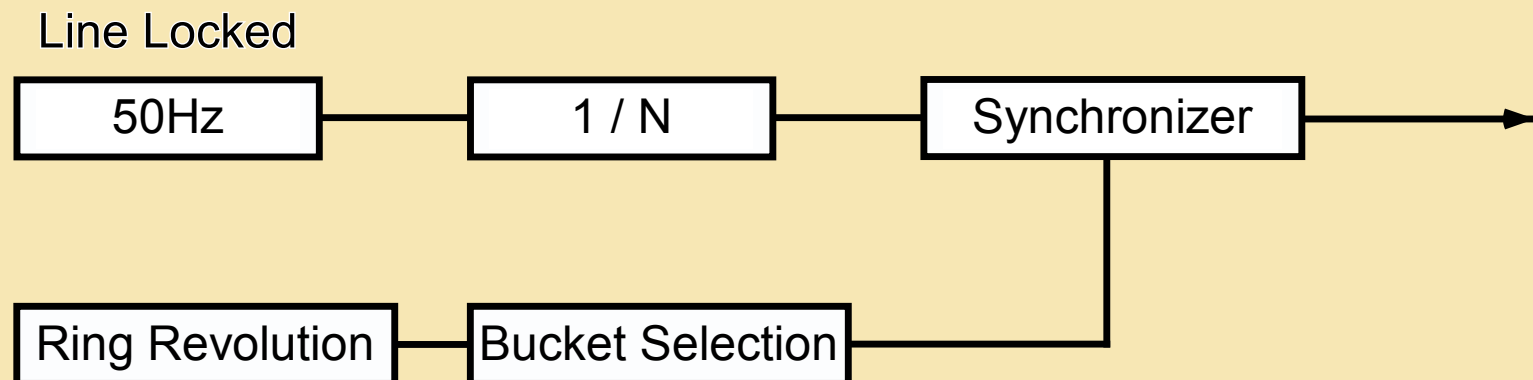 Line Locked
50Hz
1 / N
Synchronizer
Ring Revolution
Bucket Selection